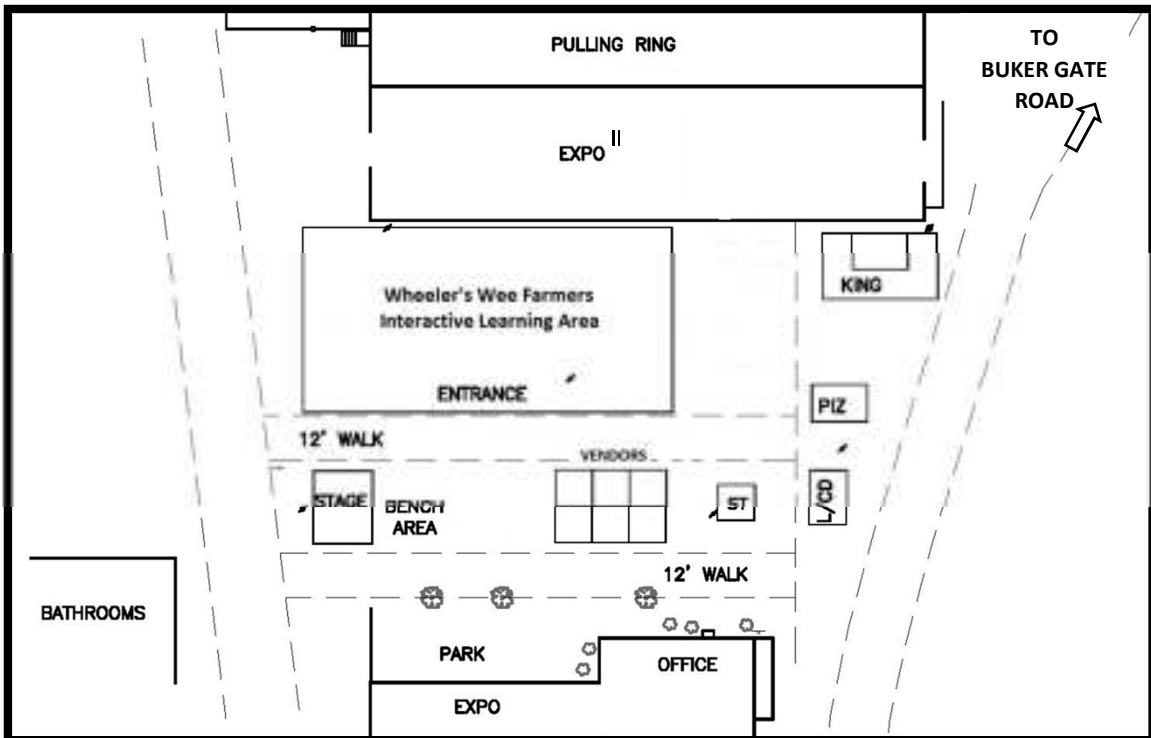 PULLING RING
TO
BUKER GATE
ROAD
EXPO II
KING
Wheeler's Wee Farmers
Interactive Learning Area
ENTRANCE
PIZ
12' WALK
VENDORS
STAGE
BENCH
AREA
ST
L/CD
12' WALK
BATHROOMS
PARK
OFFICE
EXPO